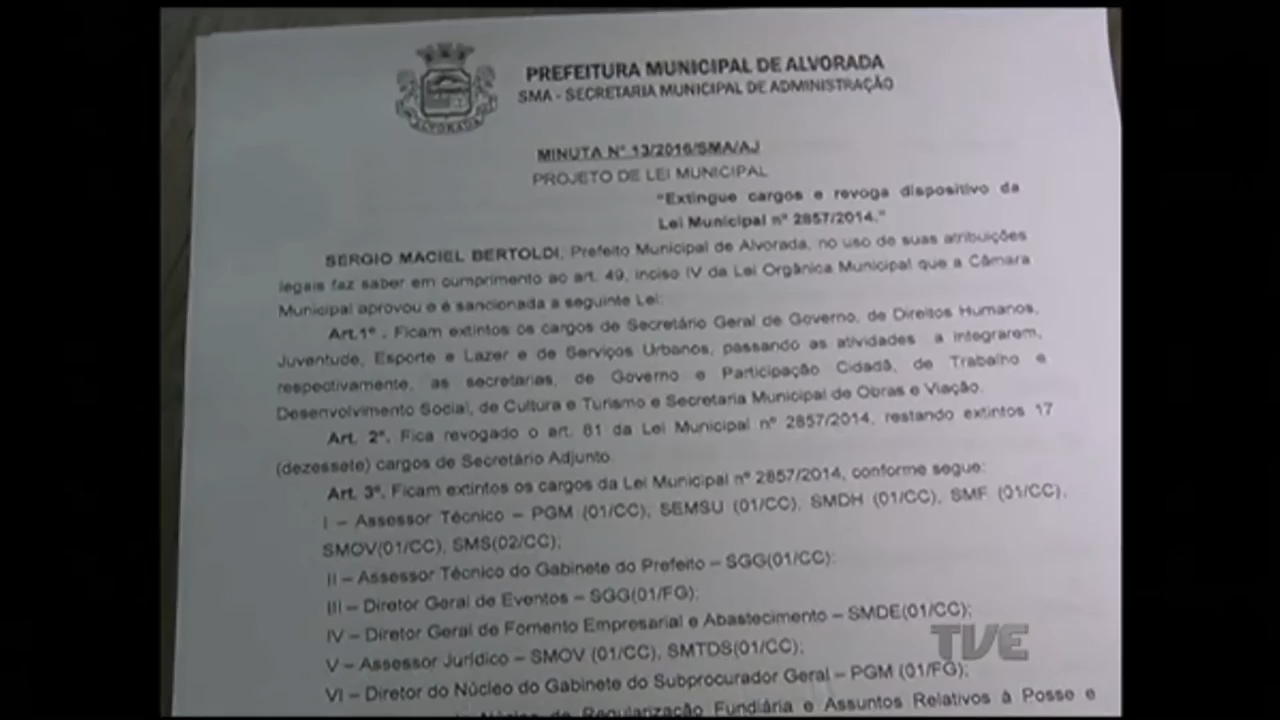 PREFEITURA MUNICIPAL DE ALVORADA
SMA - SECRETARIA MUNICIPAL DE ADMINISTRAÇÃO
ALVORADA
MINUTA Nº 13/2016/SMA/AJ
PROJETO DE LEI MUNICIPAL
"Extingue cargos e revoga dispositivo da
Lei Municipal nº 2857/2014."
SERGIO MACIEL BERTOLDI, Prefeito Municipal de Alvorada, no uso de suas atribuições
legais faz saber em cumprimento ao art. 49, inciso IV da Lei Orgânica Municipal que a Câmara
Municipal aprovou e é sancionada a seguinte Lei:
Art.1º . Ficam extintos os cargos de Secretário Geral de Governo, de Direitos Humanos,
Juventude, Esporte e Lazer e de Serviços Urbanos, passando as atividades a integrarem,
respectivamente, as secretarias, de Governo e Participação Cidadã, de Trabalho e
Desenvolvimento Social, de Cultura e Turismo e Secretaria Municipal de Obras e Viação.
Art. 2º. Fica revogado o art. 61 da Lei Municipal nº 2857/2014, restando extintos 17
(dezessete) cargos de Secretário Adjunto.
Art. 3º. Ficam extintos os cargos da Lei Municipal nº 2857/2014, conforme segue:
I – Assessor Técnico – PGM (01/CC), SEMSU (01/CC), SMDH (01/CC), SMF (01/CC),
SMOV(01/CC), SMS(02/CC);
II – Assessor Técnico do Gabinete do Prefeito – SGG(01/CC);
III – Diretor Geral de Eventos – SGG(01/FG);
IV – Diretor Geral de Fomento Empresarial e Abastecimento – SMDE(01/CC);
V – Assessor Jurídico – SMOV (01/CC), SMTDS(01/CC);
VI – Diretor do Núcleo do Gabinete do Subprocurador Geral – PGM (01/FG);
Núcleo de Regularização Fundiária e Assuntos Relativos à Posse e
TVE